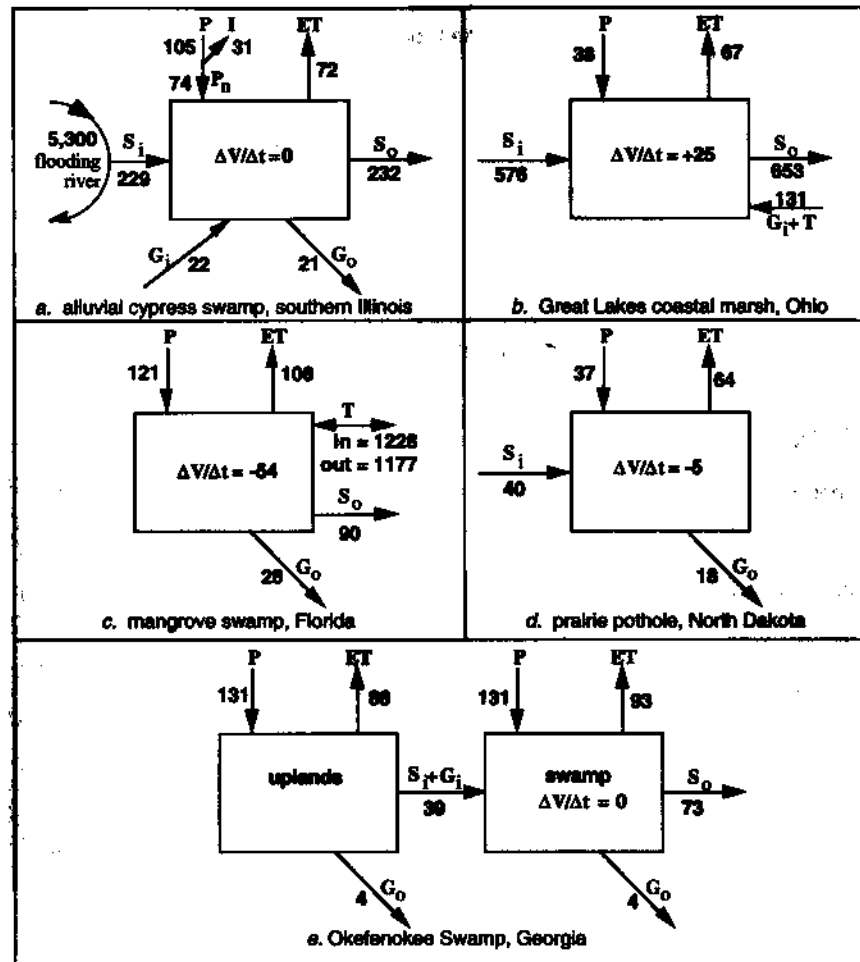 P I ET
105 31
74 Pn 72
5,300 flooding river
Si
229
ΔV/Δt = 0
So
232
Gi 22
21 Go
a. alluvial cypress swamp, southern Illinois
P ET
38 67
Si
576
ΔV/Δt = +25
So
653
131
Gi + T
b. Great Lakes coastal marsh, Ohio
P ET
121 108
ΔV/Δt = -54
T
in = 1228
out = 1177
So
90
28 Go
c. mangrove swamp, Florida
P ET
37 64
Si
40
ΔV/Δt = -5
18 Go
d. prairie pothole, North Dakota
P ET P ET
131 88 131 93
uplands
Si+Gi
39
swamp
ΔV/Δt = 0
So
73
4 Go 4 Go
e. Okefenokee Swamp, Georgia